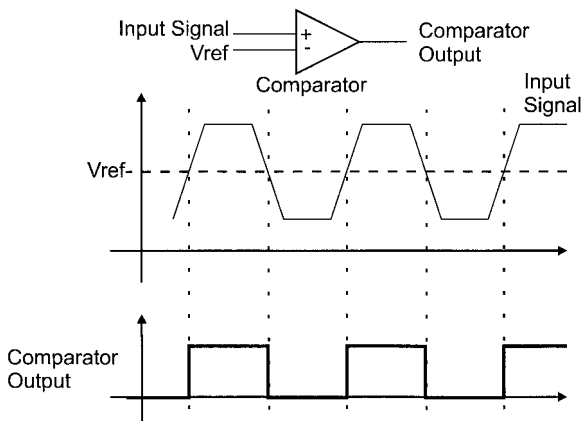 Input Signal
Vref
+
-
Comparator
Output
Comparator
Input
Signal
Vref
Comparator
Output